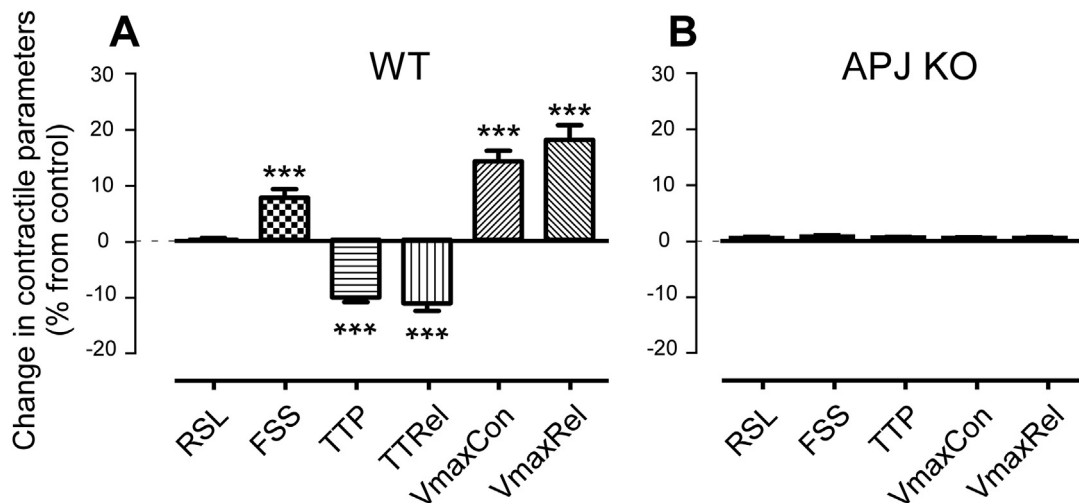 A
B
WT
APJ KO
Change in contractile parameters
(% from control)
30
20
10
0
-10
-20
***
***
***
***
***
RSL
FSS
TTP
TTRel
VmaxCon
VmaxRel
30
20
10
0
-10
-20
RSL
FSS
TTP
VmaxCon
VmaxRel